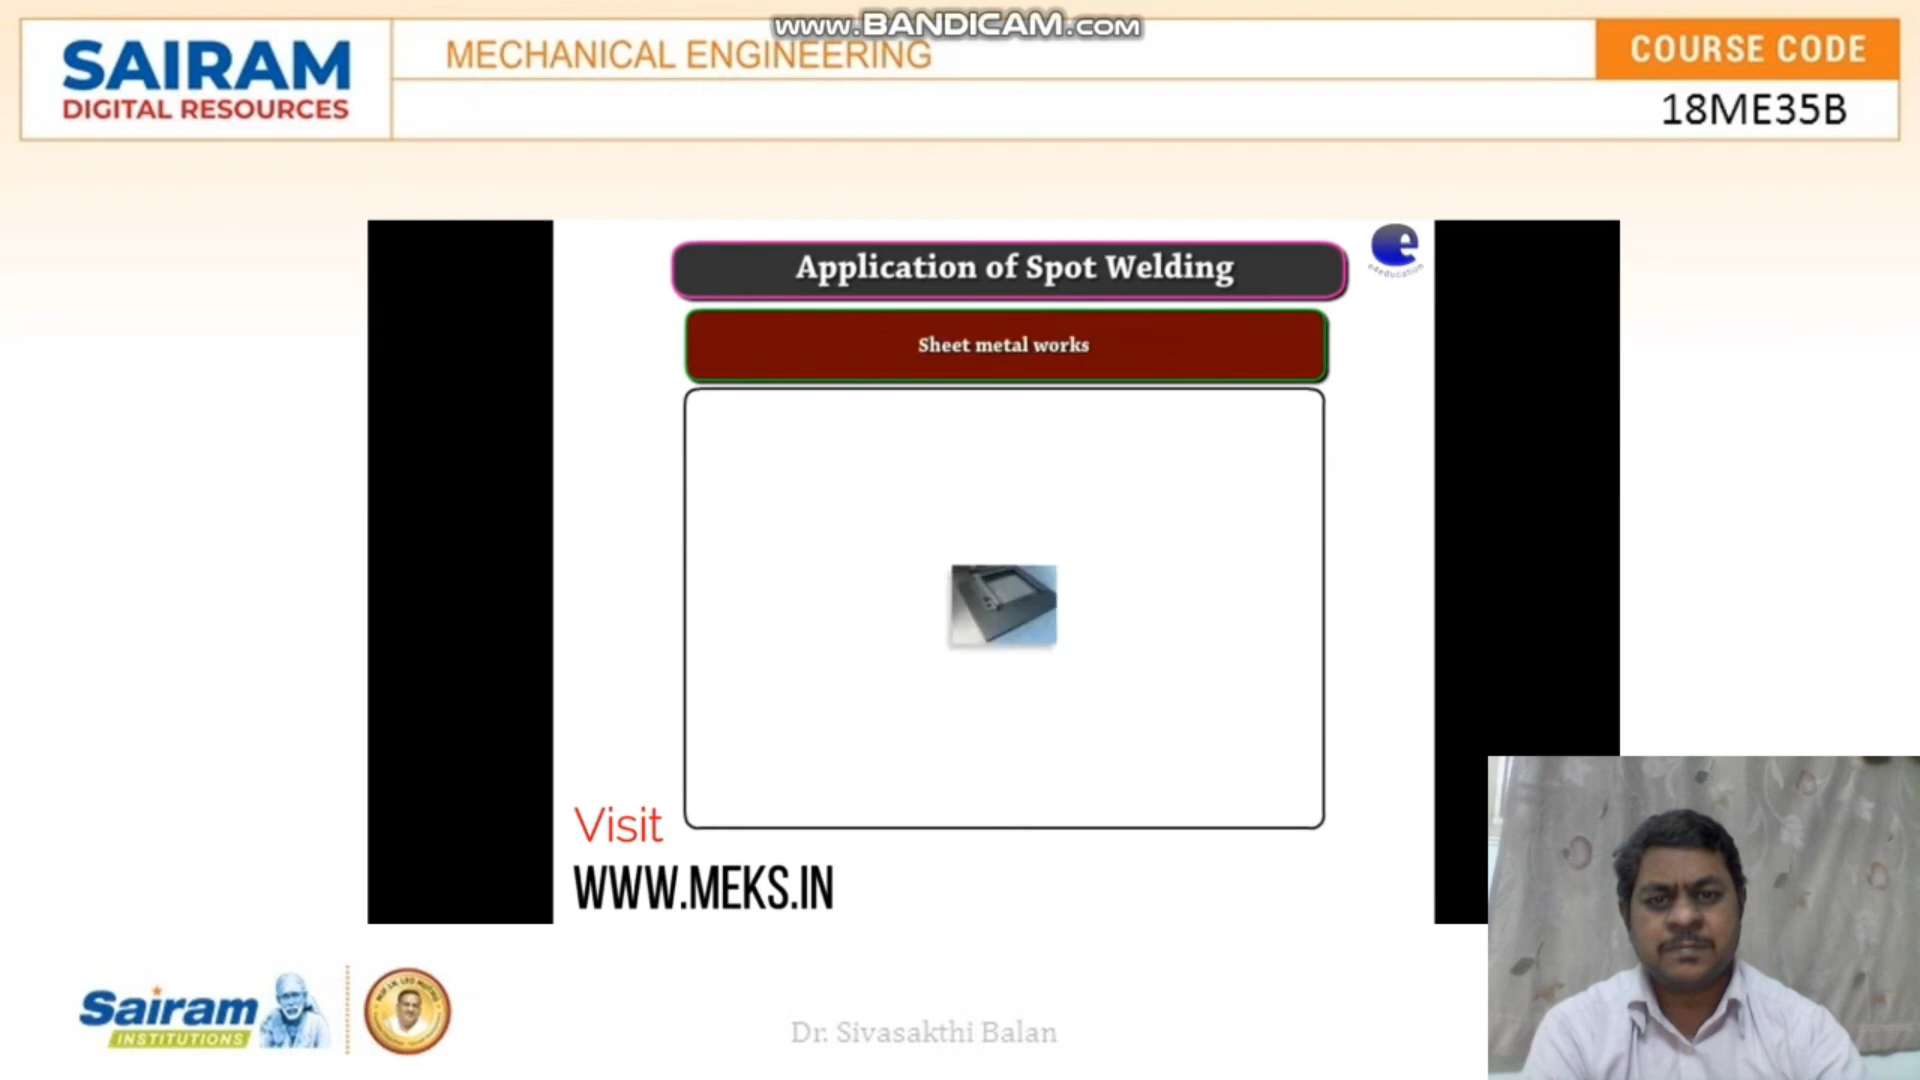 www.BANDICAM.com
SAIRAM
DIGITAL RESOURCES
MECHANICAL ENGINEERING
COURSE CODE
18ME35B
Application of Spot Welding
e4education
Sheet metal works
Visit
WWW.MEKS.IN
Sairam
INSTITUTIONS
Dr. Sivasakthi Balan